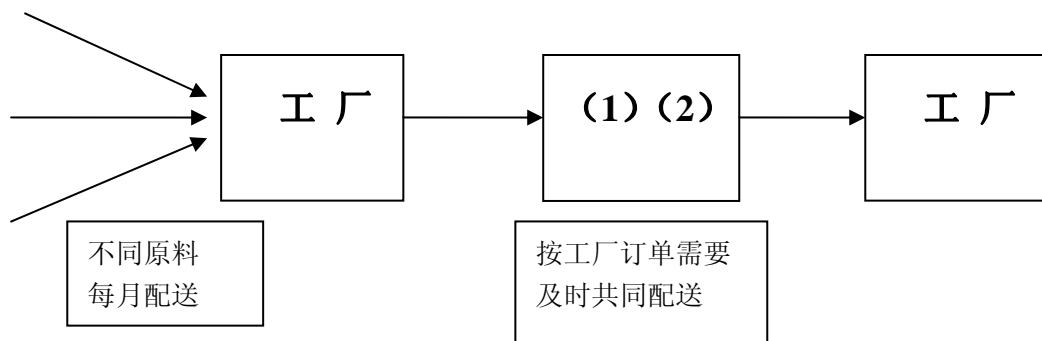 工 厂
(1)(2)
工 厂
不同原料
每月配送
按工厂订单需要
及时共同配送